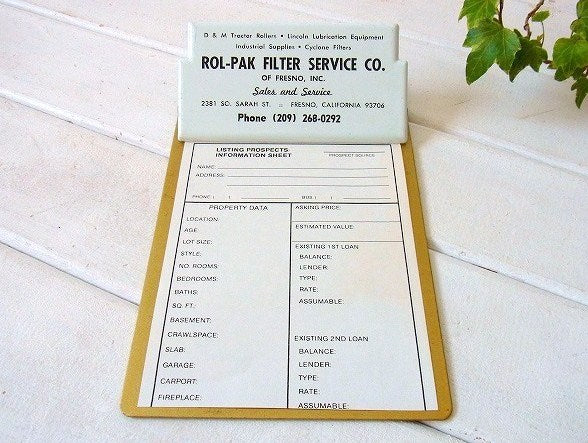 D & M Tractor Rollers • Lincoln Lubrication Equipment
Industrial Supplies • Cyclone Filters
ROL-PAK FILTER SERVICE CO.
OF FRESNO, INC.
Sales and Service
2381 SO. SARAH ST. :: FRESNO, CALIFORNIA 93706
Phone (209) 268-0292
LISTING PROSPECTS
INFORMATION SHEET
PROSPECT SOURCE
NAME:
ADDRESS:
PHONE ( ) BUS ( )
PROPERTY DATA
LOCATION:
AGE:
LOT SIZE:
STYLE:
NO. ROOMS:
BEDROOMS:
BATHS:
SQ. FT.
BASEMENT:
CRAWLSPACE:
SLAB:
GARAGE:
CARPORT:
FIREPLACE:
ASKING PRICE:
ESTIMATED VALUE:
EXISTING 1ST LOAN
BALANCE:
LENDER:
TYPE:
RATE:
ASSUMABLE:
EXISTING 2ND LOAN
BALANCE:
LENDER:
TYPE:
RATE:
ASSUMABLE: